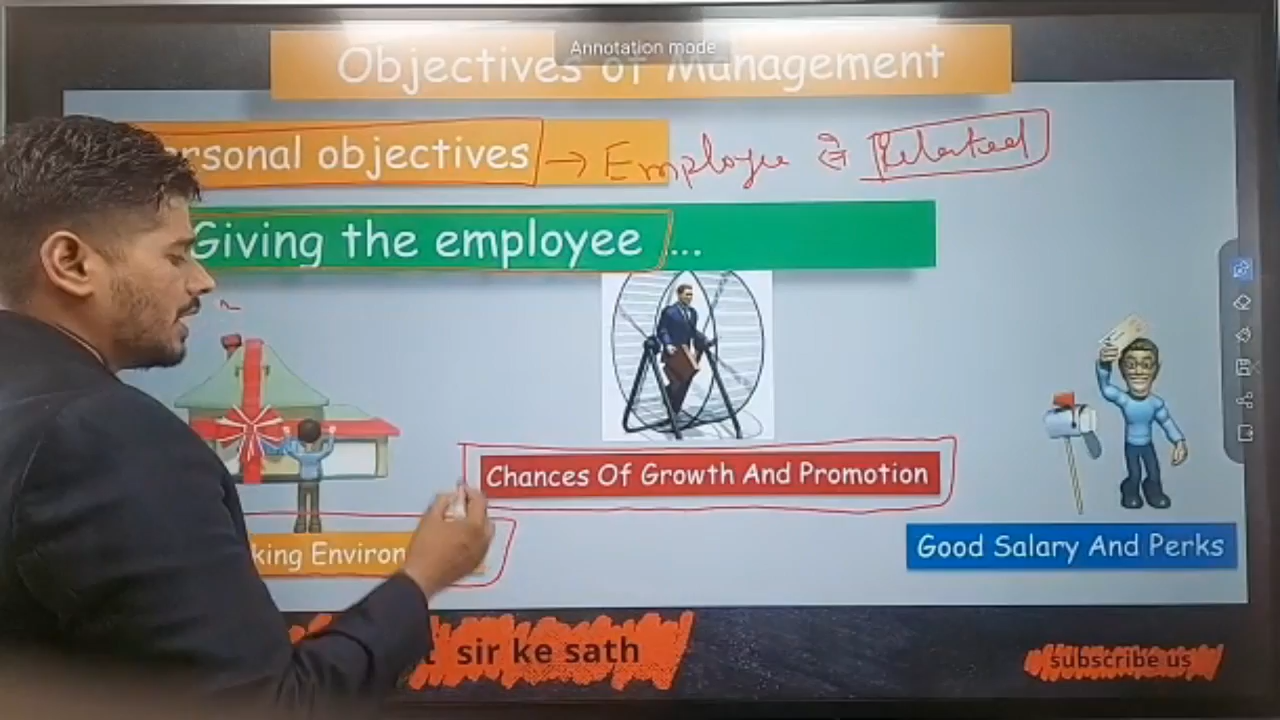 Annotation mode
Objectives of Management
ersonal objectives → Employee से Related
Giving the employee ...
Chances Of Growth And Promotion
king Environ
Good Salary And Perks
t sir ke sath
subscribe us